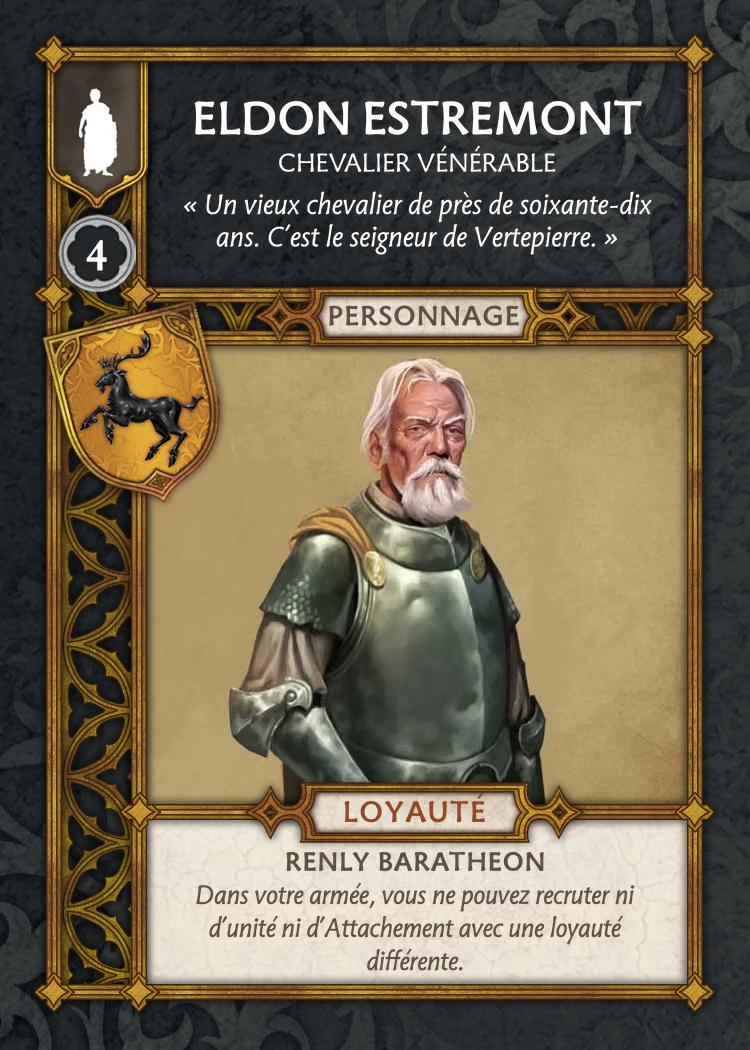 ELDON ESTREMONT
CHEVALIER VÉNÉRABLE
« Un vieux chevalier de près de soixante-dix
ans. C'est le seigneur de Vertepierre. »
4
PERSONNAGE
LOYAUTÉ
RENLY BARATHEON
Dans votre armée, vous ne pouvez recruter ni
d'unité ni d'Attachement avec une loyauté
différente.